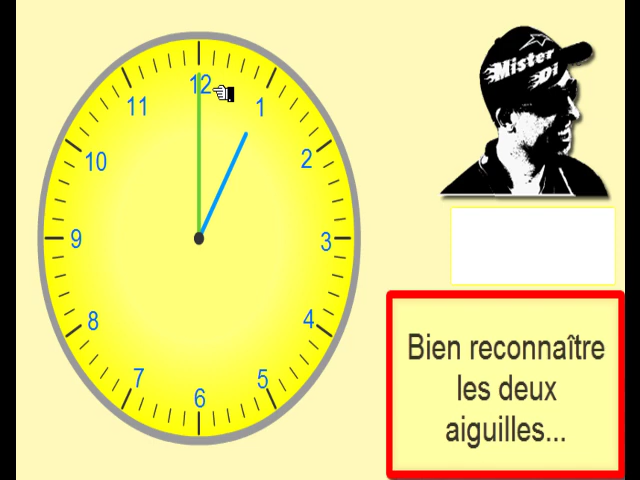 12
1
2
3
4
5
6
7
8
9
10
11
Mister
Di
Bien reconnaître
les deux
aiguilles...